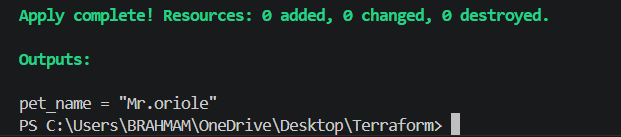 Apply complete! Resources: 0 added, 0 changed, 0 destroyed.
Outputs:
pet_name = "Mr.oriole"
PS C:\Users\BRAHMAM\OneDrive\Desktop\Terraform>